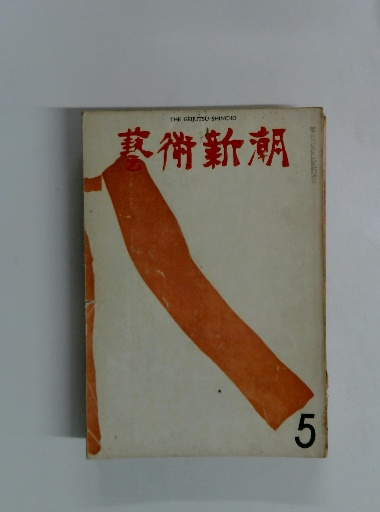 THE GEIJUTSU SHINCHO
藝術新潮
5